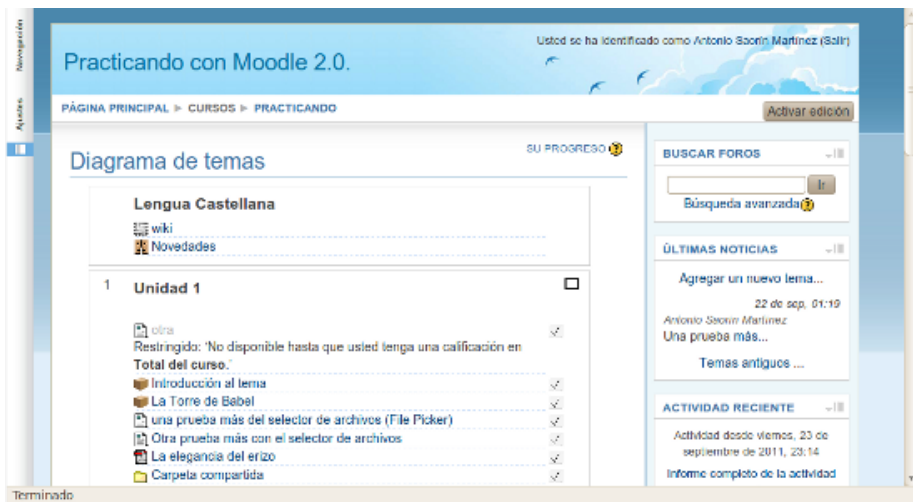 Navegación
Ajustes
Usted se ha identificado como Antonio Saorín Martínez (Salir)
Practicando con Moodle 2.0.
PÁGINA PRINCIPAL ► CURSOS ► PRACTICANDO
Activar edición
Diagrama de temas
SU PROGRESO
Lengua Castellana
wiki
Novedades
1
Unidad 1
otra
Restringido: 'No disponible hasta que usted tenga una calificación en
Total del curso.'
Introducción al tema
La Torre de Babel
una prueba más del selector de archivos (File Picker)
Otra prueba más con el selector de archivos
La elegancia del erizo
Carpeta compartida
BUSCAR FOROS
Ir
Búsqueda avanzada
ÚLTIMAS NOTICIAS
Agregar un nuevo tema...
22 de sep, 01:19
Antonio Saorín Martínez
Una prueba más...
Temas antiguos ...
ACTIVIDAD RECIENTE
Actividad desde viernes, 23 de
septiembre de 2011, 23:14
Informe completo de la actividad
Terminado